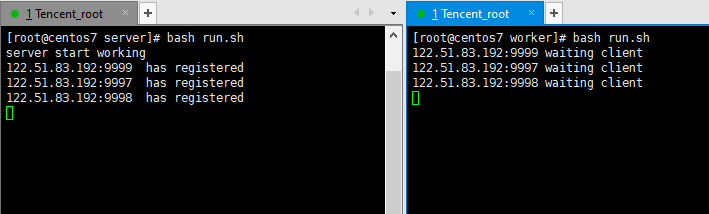 1 Tencent_root
[root@centos7 server]# bash run.sh
server start working
122.51.83.192:9999  has registered
122.51.83.192:9997  has registered
122.51.83.192:9998  has registered
1 Tencent_root
[root@centos7 worker]# bash run.sh
122.51.83.192:9999 waiting client
122.51.83.192:9997 waiting client
122.51.83.192:9998 waiting client